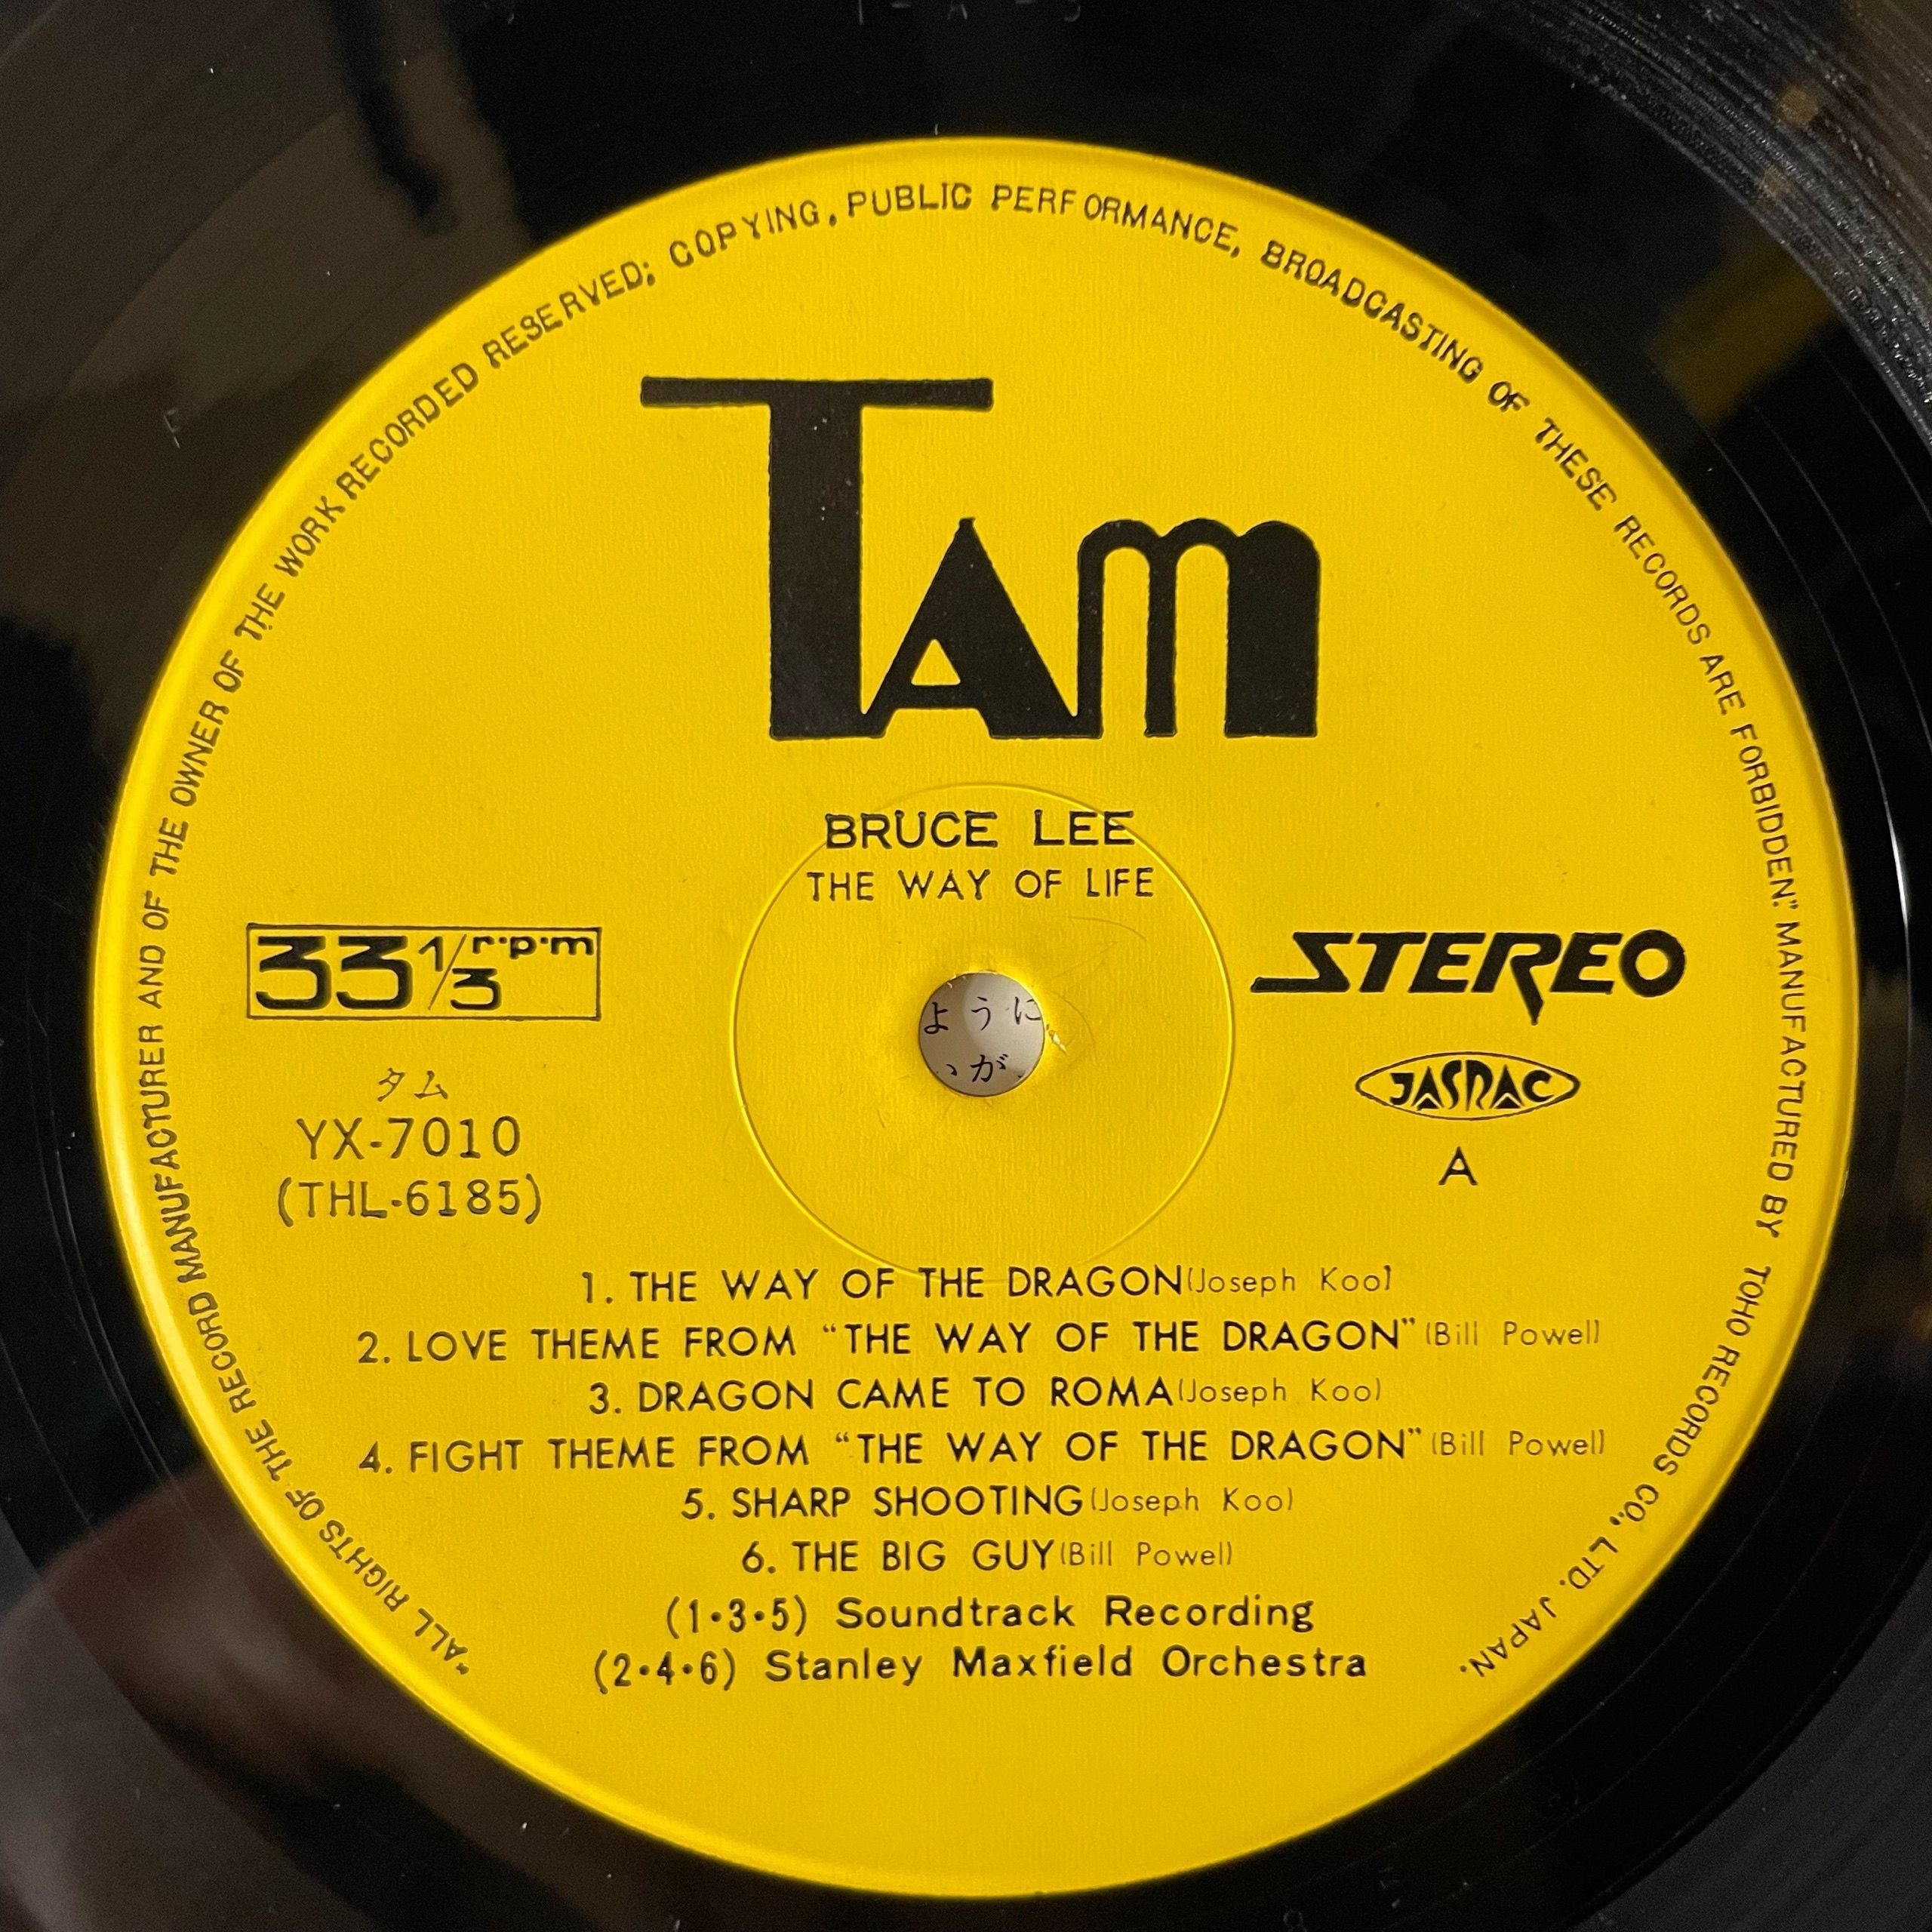 "ALL RIGHTS OF THE RECORD MANUFACTURER AND OF THE OWNER OF THE WORK RECORDED RESERVED; COPYING, PUBLIC PERFORMANCE, BROADCASTING OF THESE RECORDS ARE FORBIDDEN." MANUFACTURED BY TOHO RECORDS CO., LTD. JAPAN.
TAM
BRUCE LEE
THE WAY OF LIFE
33 1/3 r·p·m
STEREO
ように
いが
タム
JASRAC
YX-7010
A
(THL-6185)
1. THE WAY OF THE DRAGON (Joseph Koo)
2. LOVE THEME FROM "THE WAY OF THE DRAGON" (Bill Powell)
3. DRAGON CAME TO ROMA (Joseph Koo)
4. FIGHT THEME FROM "THE WAY OF THE DRAGON" (Bill Powell)
5. SHARP SHOOTING (Joseph Koo)
6. THE BIG GUY (Bill Powell)
(1·3·5) Soundtrack Recording
(2·4·6) Stanley Maxfield Orchestra